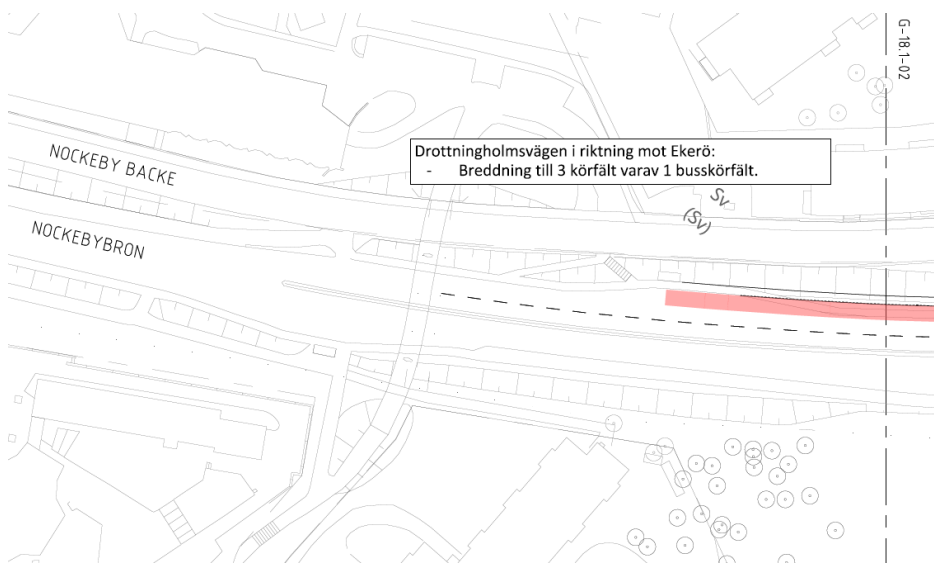 G-18.1-02
Drottningholmsvägen i riktning mot Ekerö:
- Breddning till 3 körfält varav 1 busskörfält.
NOCKEBY BACKE
Sv
(Sv)
NOCKEBYBRON